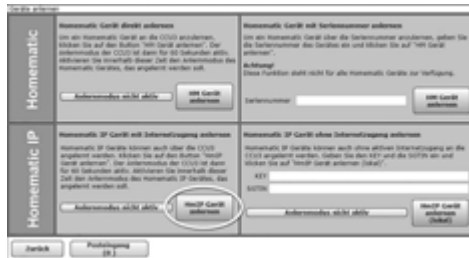 Geräte anlernen
Homematic
Homematic Gerät direkt anlernen
Um ein Homematic Gerät an die CCU3 anzulernen,
klicken Sie auf den Button "HM Gerät
anlernen". Der
Anlernmodus der CCU3 ist dann für 60 Sekunden aktiv.
Aktivieren Sie innerhalb dieser Zeit den Anlernmodus des
Homematic Gerätes, das angelernt werden soll.
Anlernmodus nicht aktiv
HM Gerät
anlernen
Homematic Gerät mit Seriennummer anlernen
Um ein Homematic Gerät über die Seriennummer anzulernen, geben Sie
die Seriennummer des Gerätes ein und klicken Sie auf "HM Gerät
anlernen".
Achtung!
Diese Funktion steht nicht für alle Homematic Geräte zur Verfügung.
Seriennummer
HM Gerät
anlernen
Homematic IP
Homematic IP Gerät mit Internetzugang anlernen
Homematic IP Geräte können auch über die CCU3
angelernt werden. Klicken Sie auf den Button "HmIP
Gerät anlernen". Der Anlernmodus der CCU3 ist dann
für 60 Sekunden aktiv. Aktivieren Sie innerhalb dieser
Zeit den Anlernmodus des Homematic IP Gerätes, das
angelernt werden soll.
Anlernmodus nicht aktiv
HmIP Gerät
anlernen
Homematic IP Gerät ohne Internetzugang anlernen
Homematic IP Geräte können auch ohne aktiven Internetzugang an die
CCU3 angelernt werden. Geben Sie den KEY und die SGTIN ein und
klicken Sie auf "HmIP Gerät anlernen (lokal)".
KEY
SGTIN
Anlernmodus nicht aktiv
HmIP Gerät
anlernen
(lokal)
Zurück
Posteingang